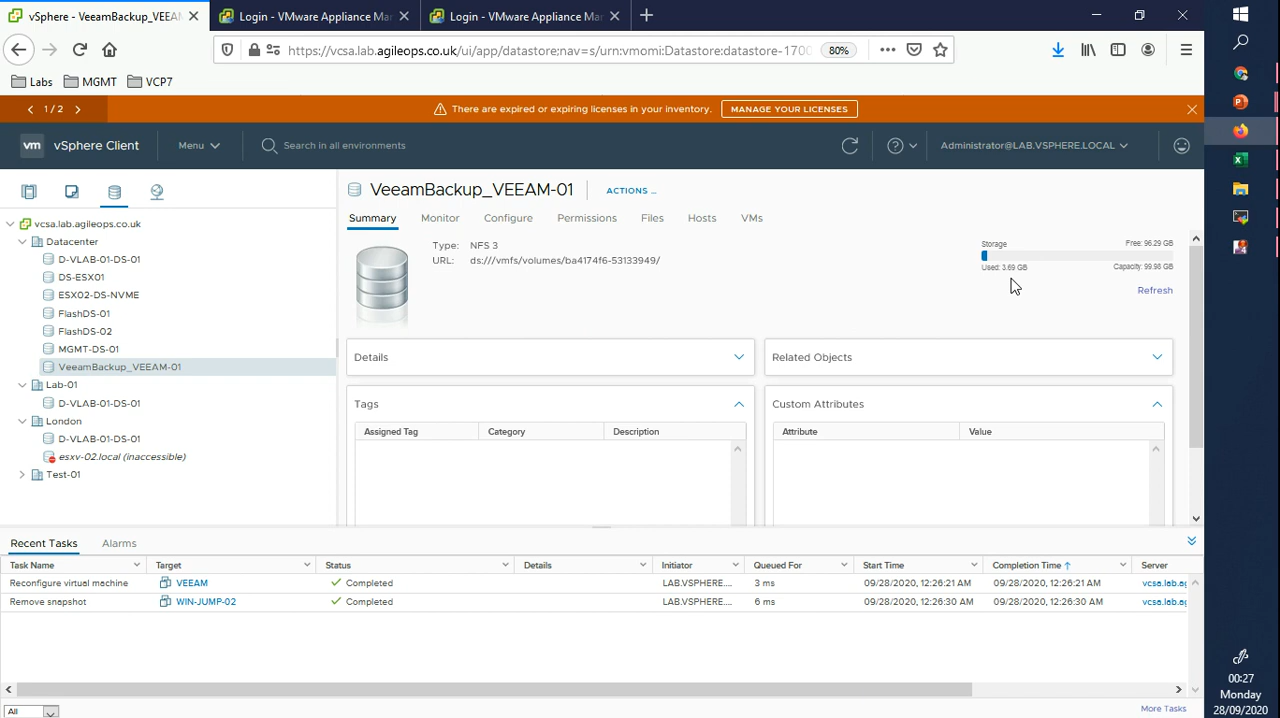 vSphere - VeeamBackup_VEEAM
Login - VMware Appliance Ma
Login - VMware Appliance Ma
https://vcsa.lab.agileops.co.uk/ui/app/datastore;nav=s/urn:vmomi:Datastore:datastore-1700
80%
Labs
MGMT
VCP7
1 / 2
There are expired or expiring licenses in your inventory.
MANAGE YOUR LICENSES
vm
vSphere Client
Menu
Search in all environments
Administrator@LAB.VSPHERE.LOCAL
vcsa.lab.agileops.co.uk
Datacenter
D-VLAB-01-DS-01
DS-ESX01
ESX02-DS-NVME
FlashDS-01
FlashDS-02
MGMT-DS-01
VeeamBackup_VEEAM-01
Lab-01
D-VLAB-01-DS-01
London
D-VLAB-01-DS-01
esxv-02.local (inaccessible)
Test-01
VeeamBackup_VEEAM-01
ACTIONS
Summary
Monitor
Configure
Permissions
Files
Hosts
VMs
Type: NFS 3
URL: ds:///vmfs/volumes/ba4174f6-53133949/
Storage
Free: 96.29 GB
Used: 3.69 GB
Capacity: 99.98 GB
Refresh
Details
Related Objects
Tags
Assigned Tag
Category
Description
Custom Attributes
Attribute
Value
Recent Tasks
Alarms
Task Name Target Status Details Initiator Queued For Start Time Completion Time Server
Reconfigure virtual machine VEEAM Completed LAB.VSPHERE.... 3 ms 09/28/2020, 12:26:21 AM 09/28/2020, 12:26:21 AM vcsa.lab.ag
Remove snapshot WIN-JUMP-02 Completed LAB.VSPHERE.... 6 ms 09/28/2020, 12:26:30 AM 09/28/2020, 12:26:30 AM vcsa.lab.ag
All
More Tasks
00:27
Monday
28/09/2020